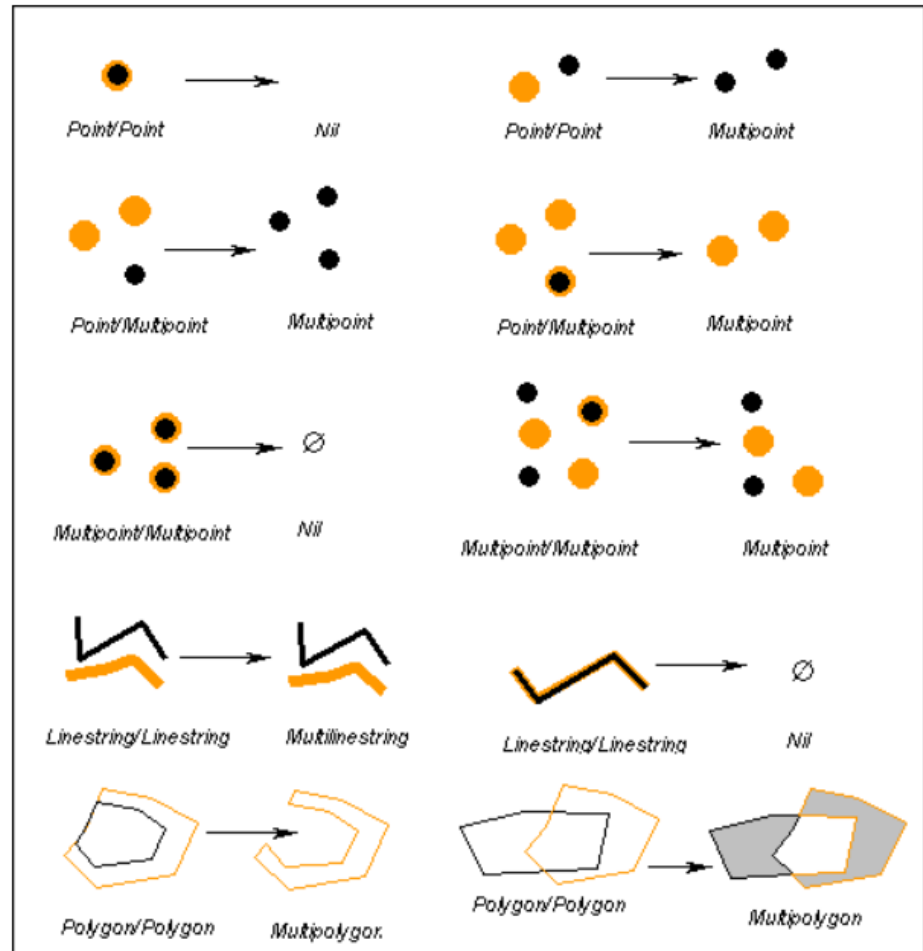 Point/Point
Nil
Point/Point
Multipoint
Point/Multipoint
Multipoint
Point/Multipoint
Multipoint
∅
Multipoint/Multipoint
Nil
Multipoint/Multipoint
Multipoint
∅
Linestring/Linestring
Multilinestring
Linestring/Linestring
Nil
Polygon/Polygon
Multipolygon.
Polygon/Polygon
Multipolygon